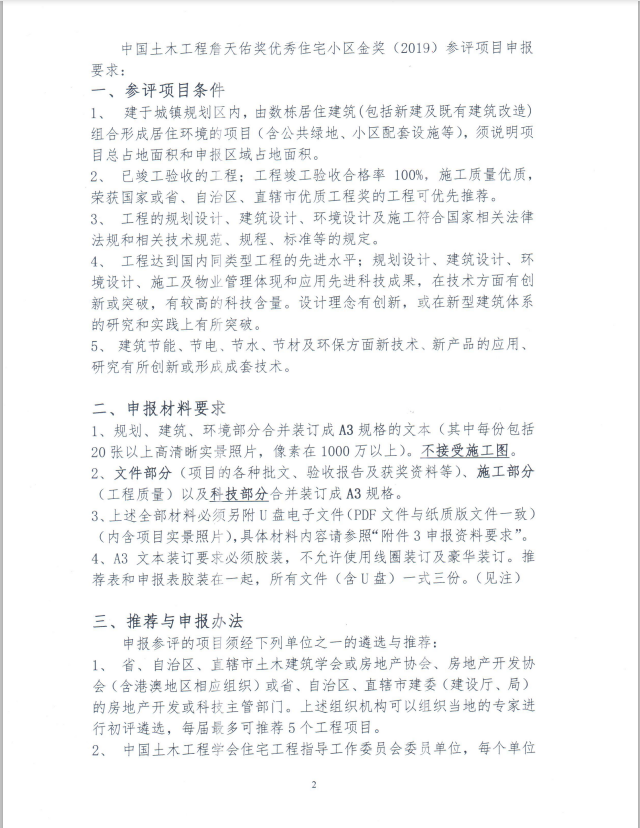 中国土木工程詹天佑奖优秀住宅小区金奖（2019）参评项目申报
要求：
一、参评项目条件
1、 建于城镇规划区内，由数栋居住建筑(包括新建及既有建筑改造)
组合形成居住环境的项目（含公共绿地、小区配套设施等），须说明项
目总占地面积和申报区域占地面积。
2、 已竣工验收的工程；工程竣工验收合格率 100%，施工质量优质，
荣获国家或省、自治区、直辖市优质工程奖的工程可优先推荐。
3、 工程的规划设计、建筑设计、环境设计及施工符合国家相关法律
法规和相关技术规范、规程、标准等的规定。
4、 工程达到国内同类型工程的先进水平；规划设计、建筑设计、环
境设计、施工及物业管理体现和应用先进科技成果，在技术方面有创
新或突破，有较高的科技含量。设计理念有创新，或在新型建筑体系
的研究和实践上有所突破。
5、 建筑节能、节电、节水、节材及环保方面新技术、新产品的应用、
研究有所创新或形成成套技术。
二、申报材料要求
1、规划、建筑、环境部分合并装订成 A3 规格的文本（其中每份包括
20 张以上高清晰实景照片，像素在 1000 万以上）。不接受施工图。
2、文件部分（项目的各种批文、验收报告及获奖资料等）、施工部分
（工程质量）以及科技部分合并装订成 A3 规格。
3、上述全部材料必须另附 U 盘电子文件（PDF 文件与纸质版文件一致）
（内含项目实景照片），具体材料内容请参照“附件 3 申报资料要求”。
4、A3 文本装订要求必须胶装，不允许使用线圈装订及豪华装订。推
荐表和申报表胶装在一起，所有文件（含 U 盘）一式三份。（见注）
三、推荐与申报办法
申报参评的项目须经下列单位之一的遴选与推荐：
1、 省、自治区、直辖市土木建筑学会或房地产协会、房地产开发协
会（含港澳地区相应组织）或省、自治区、直辖市建委（建设厅、局）
的房地产开发或科技主管部门。上述组织机构可以组织当地的专家进
行初评遴选，每届最多可推荐 5 个工程项目。
2、 中国土木工程学会住宅工程指导工作委员会委员单位，每个单位
2